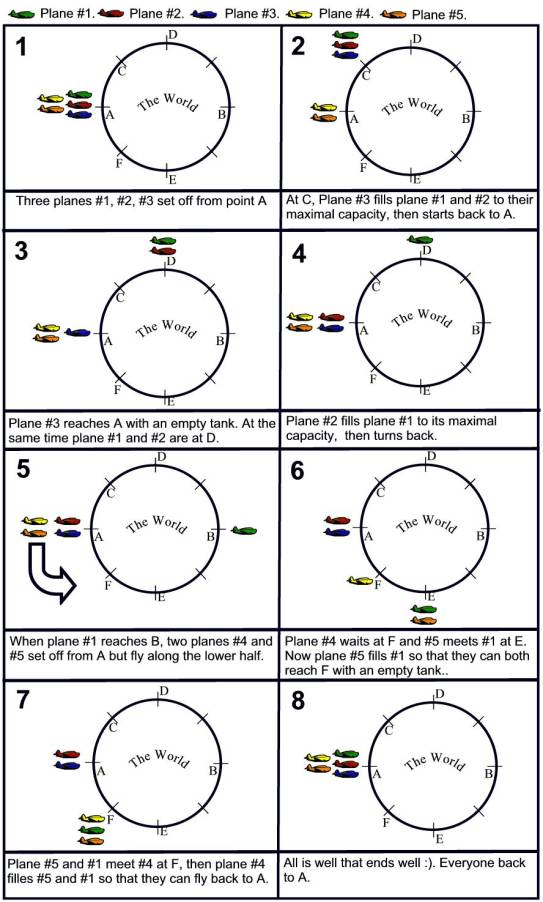 Plane #1. Plane #2. Plane #3. Plane #4. Plane #5.
1
D
C
The World
A
B
F
E
Three planes #1, #2, #3 set off from point A
2
D
C
The World
A
B
F
E
At C, Plane #3 fills plane #1 and #2 to their
maximal capacity, then starts back to A.
3
D
C
The World
A
B
F
E
Plane #3 reaches A with an empty tank. At the
same time plane #1 and #2 are at D.
4
D
C
The World
A
B
F
E
Plane #2 fills plane #1 to its maximal
capacity, then turns back.
5
D
C
The World
A
B
F
E
When plane #1 reaches B, two planes #4 and
#5 set off from A but fly along the lower half.
6
D
C
The World
A
B
F
E
Plane #4 waits at F and #5 meets #1 at E.
Now plane #5 fills #1 so that they can both
reach F with an empty tank..
7
D
C
The World
A
B
F
E
Plane #5 and #1 meet #4 at F, then plane #4
filles #5 and #1 so that they can fly back to A.
8
D
C
The World
A
B
F
E
All is well that ends well :). Everyone back
to A.